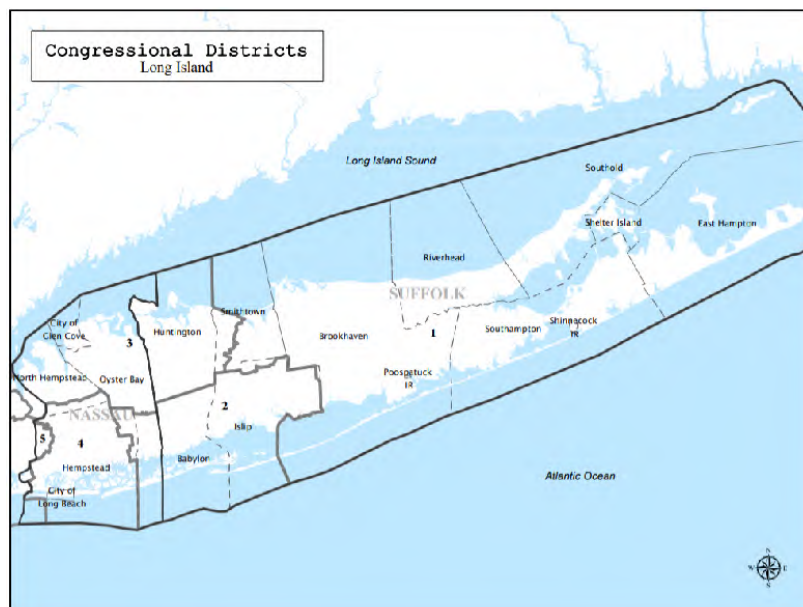 Congressional Districts
Long Island
Long Island Sound
Southold
Shelter Island
East Hampton
Riverhead
SUFFOLK
Smithtown
City of
Glen Cove
3
Huntington
Brookhaven
1
Southampton
Shinnacock
IR
Poospatuck
IR
North Hempstead
Oyster Bay
NASSAU
2
Islip
5
4
Hempstead
Babylon
City of
Long Beach
Atlantic Ocean
N
W
E
S